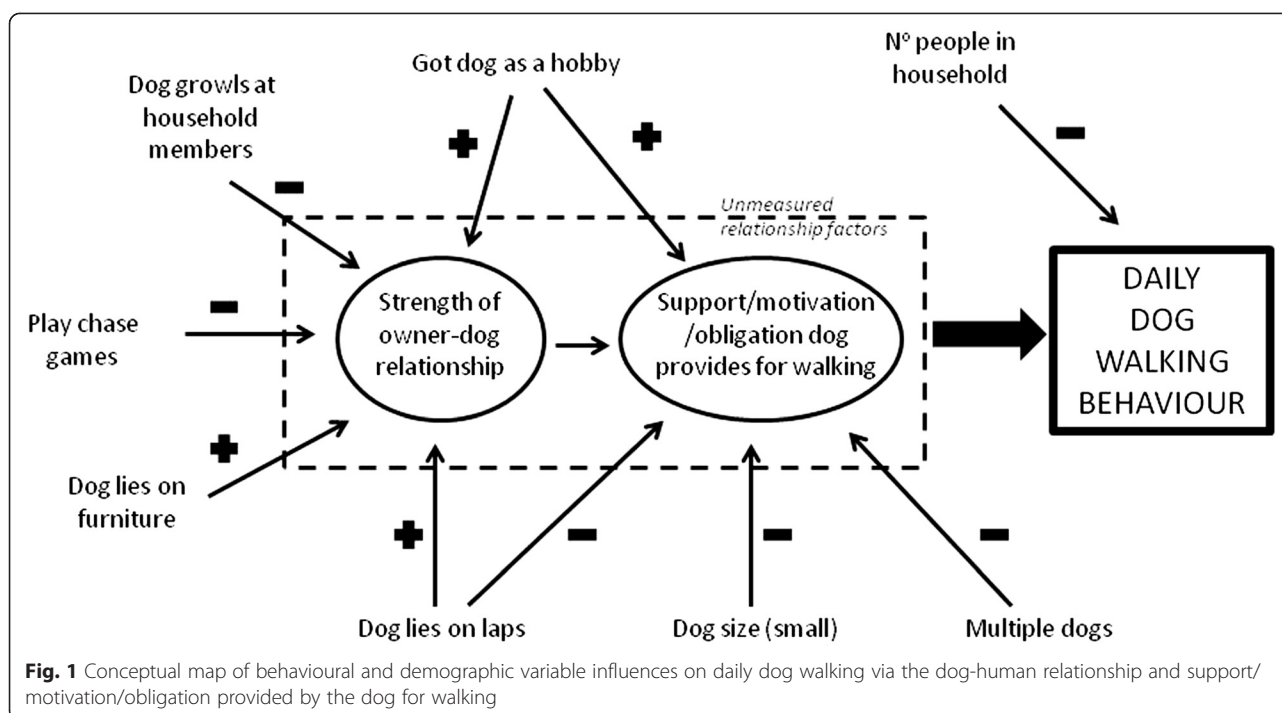 Got dog as a hobby
Nº people in
household
Dog growls at
household
members
+
+
-
-
Unmeasured
relationship factors
Play chase
games
-
Strength of
owner-dog
relationship
Support/motivation
/obligation dog
provides for walking
DAILY
DOG
WALKING
BEHAVIOUR
+
Dog lies on
furniture
+
-
-
-
Dog lies on laps
Dog size (small)
Multiple dogs
Fig. 1 Conceptual map of behavioural and demographic variable influences on daily dog walking via the dog-human relationship and support/
motivation/obligation provided by the dog for walking